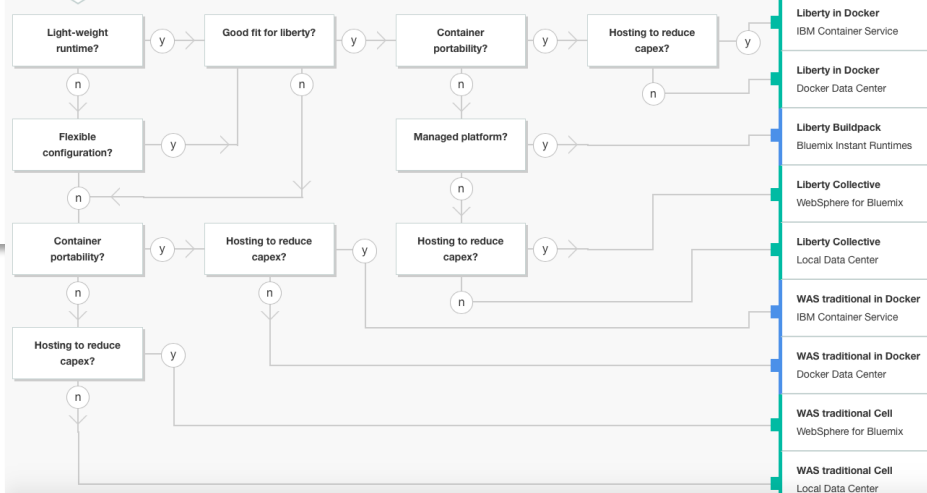 Light-weight
runtime?
y
Good fit for liberty?
y
Container
portability?
y
Hosting to reduce
capex?
y
Liberty in Docker
IBM Container Service
n
n
n
n
Liberty in Docker
Docker Data Center
Flexible
configuration?
y
Managed platform?
y
Liberty Buildpack
Bluemix Instant Runtimes
n
n
Liberty Collective
WebSphere for Bluemix
Container
portability?
y
Hosting to reduce
capex?
y
Hosting to reduce
capex?
y
Liberty Collective
Local Data Center
n
n
n
WAS traditional in Docker
IBM Container Service
Hosting to reduce
capex?
y
WAS traditional in Docker
Docker Data Center
n
WAS traditional Cell
WebSphere for Bluemix
WAS traditional Cell
Local Data Center